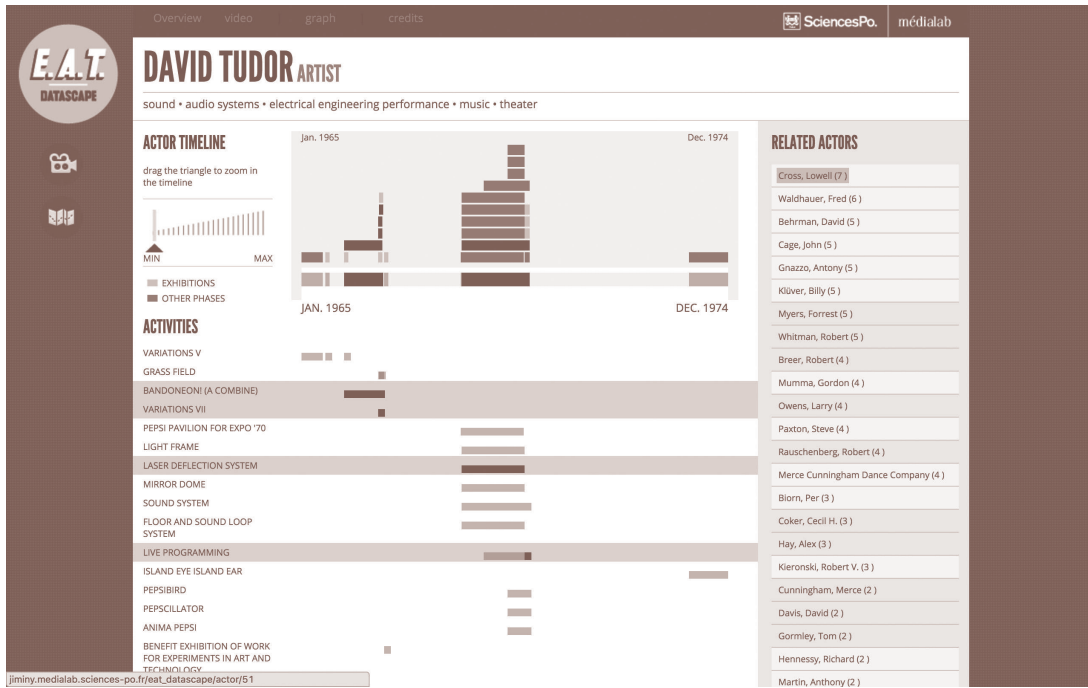 Overview video graph credits
SciencesPo. médialab
E.A.T.
DATASCAPE
DAVID TUDOR ARTIST
sound • audio systems • electrical engineering performance • music • theater
ACTOR TIMELINE
drag the triangle to zoom in
the timeline
MIN MAX
EXHIBITIONS
OTHER PHASES
Jan. 1965 Dec. 1974
JAN. 1965 DEC. 1974
ACTIVITIES
VARIATIONS V
GRASS FIELD
BANDONEON! (A COMBINE)
VARIATIONS VII
PEPSI PAVILION FOR EXPO '70
LIGHT FRAME
LASER DEFLECTION SYSTEM
MIRROR DOME
SOUND SYSTEM
FLOOR AND SOUND LOOP
SYSTEM
LIVE PROGRAMMING
ISLAND EYE ISLAND EAR
PEPSIBIRD
PEPSCILLATOR
ANIMA PEPSI
BENEFIT EXHIBITION OF WORK
FOR EXPERIMENTS IN ART AND
TECHNOLOGY
RELATED ACTORS
Cross, Lowell (7 )
Waldhauer, Fred (6 )
Behrman, David (5 )
Cage, John (5 )
Gnazzo, Antony (5 )
Klüver, Billy (5 )
Myers, Forrest (5 )
Whitman, Robert (5 )
Breer, Robert (4 )
Mumma, Gordon (4 )
Owens, Larry (4 )
Paxton, Steve (4 )
Rauschenberg, Robert (4 )
Merce Cunningham Dance Company (4 )
Biorn, Per (3 )
Coker, Cecil H. (3 )
Hay, Alex (3 )
Kieronski, Robert V. (3 )
Cunningham, Merce (2 )
Davis, David (2 )
Gormley, Tom (2 )
Hennessy, Richard (2 )
Martin, Anthony (2 )
jiminy.medialab.sciences-po.fr/eat_datascape/actor/51